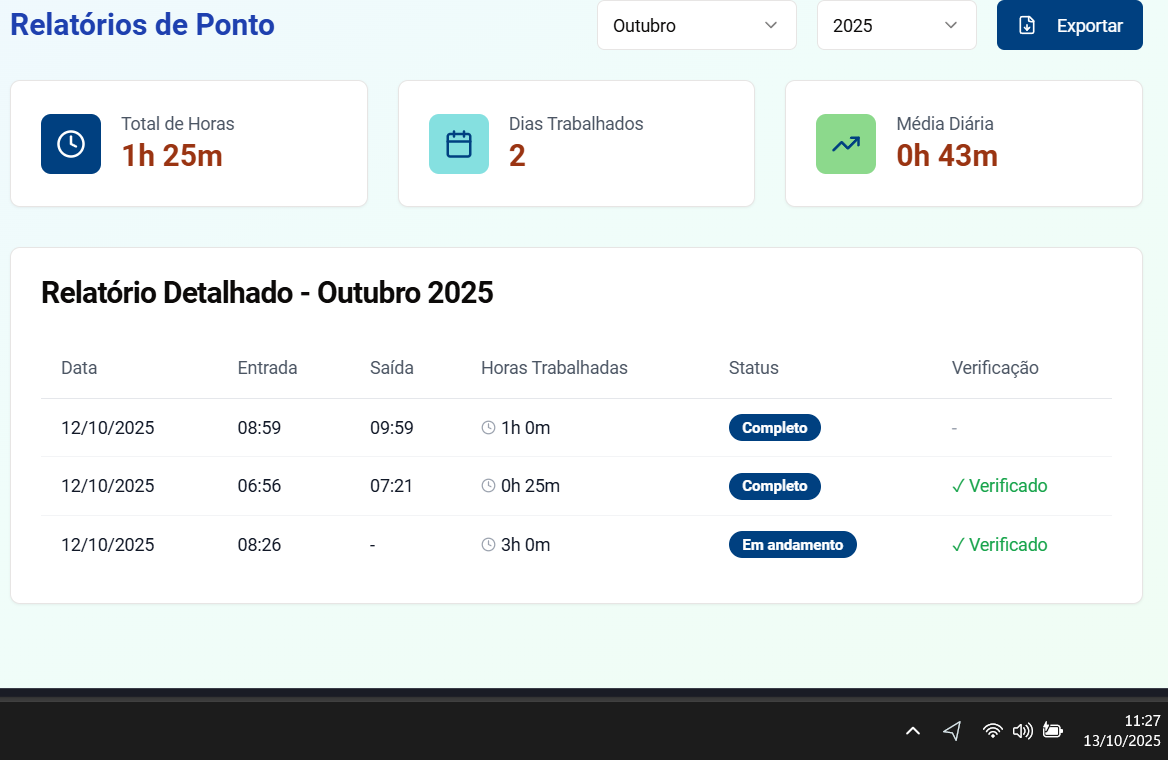 Relatórios de Ponto
Outubro
2025
Exportar
Total de Horas
1h 25m
Dias Trabalhados
2
Média Diária
0h 43m
Relatório Detalhado - Outubro 2025
Data Entrada Saída Horas Trabalhadas Status Verificação
12/10/2025 08:59 09:59 1h 0m Completo -
12/10/2025 06:56 07:21 0h 25m Completo ✓ Verificado
12/10/2025 08:26 - 3h 0m Em andamento ✓ Verificado
11:27
13/10/2025